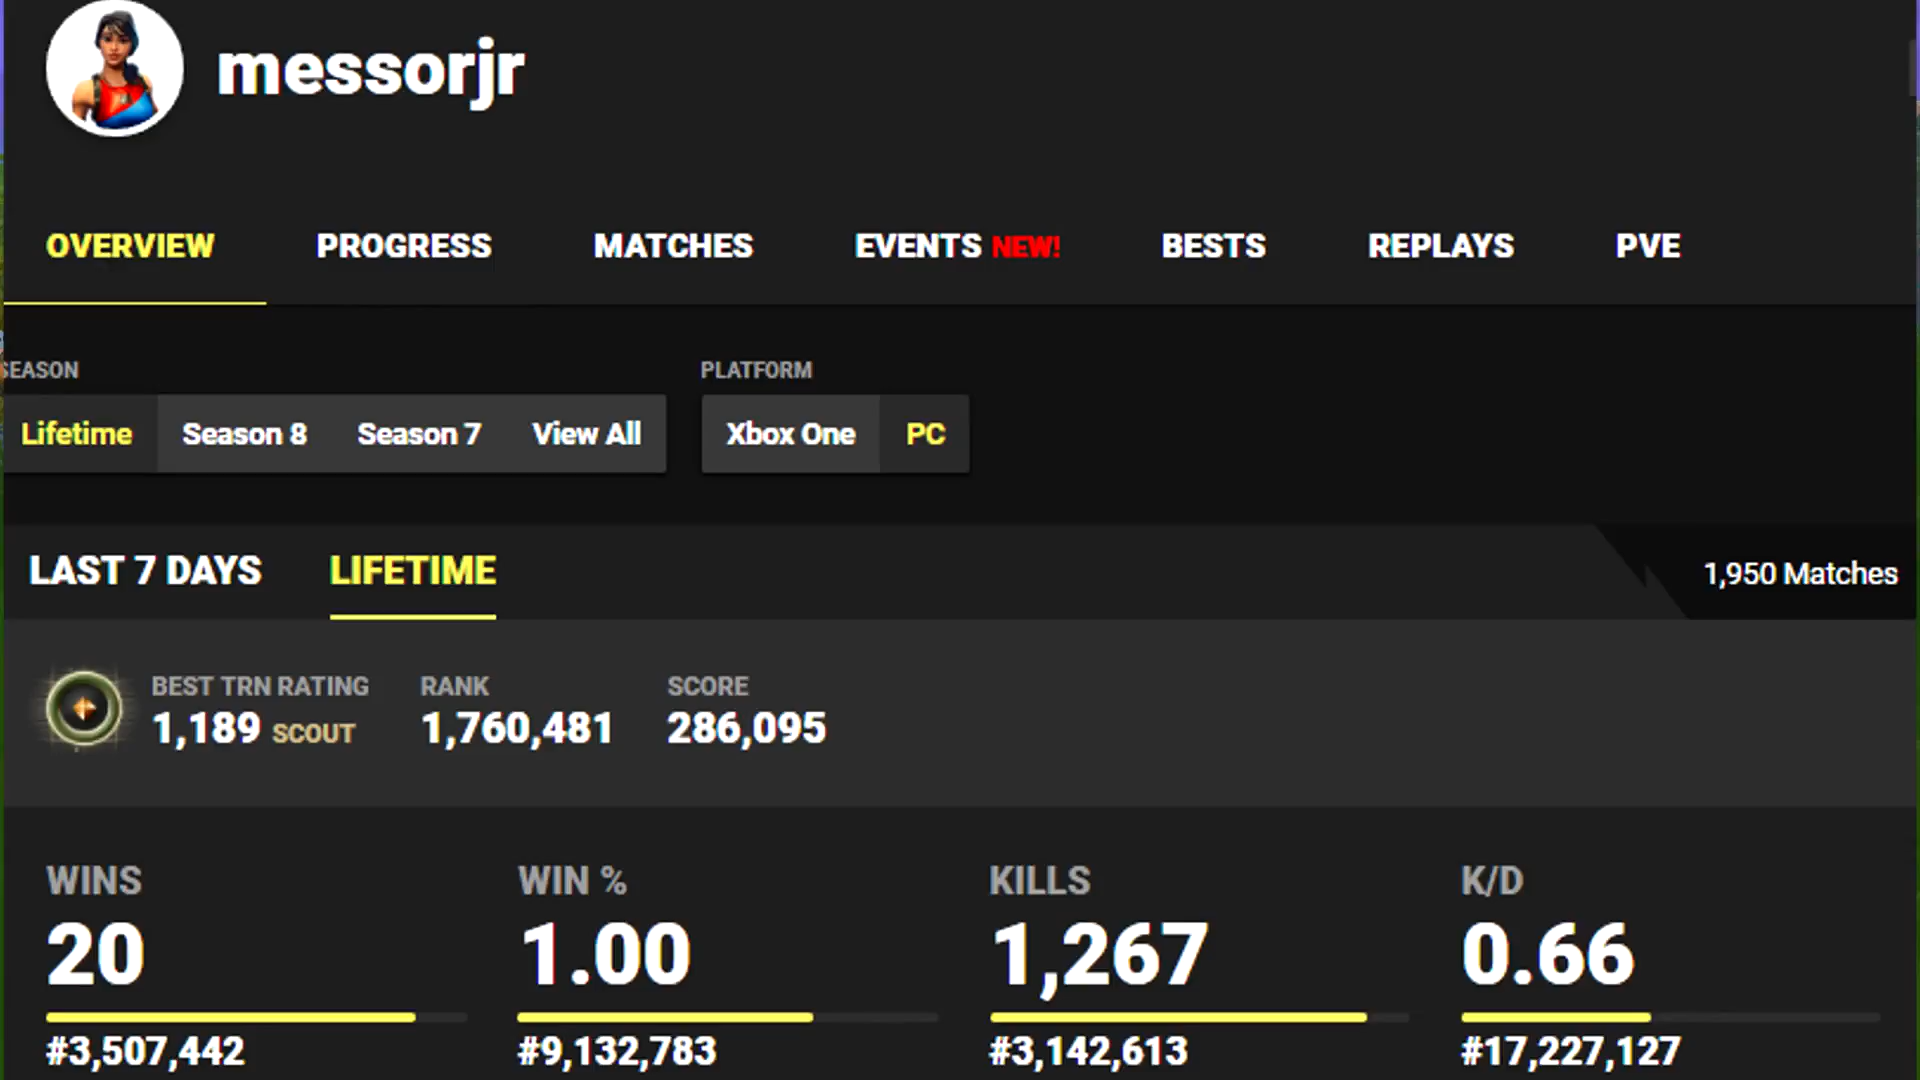 messorjr
OVERVIEW PROGRESS MATCHES EVENTS NEW! BESTS REPLAYS PVE
SEASON PLATFORM
Lifetime Season 8 Season 7 View All Xbox One PC
LAST 7 DAYS LIFETIME 1,950 Matches
BEST TRN RATING RANK SCORE
1,189 SCOUT 1,760,481 286,095
WINS WIN % KILLS K/D
20 1.00 1,267 0.66
#3,507,442 #9,132,783 #3,142,613 #17,227,127